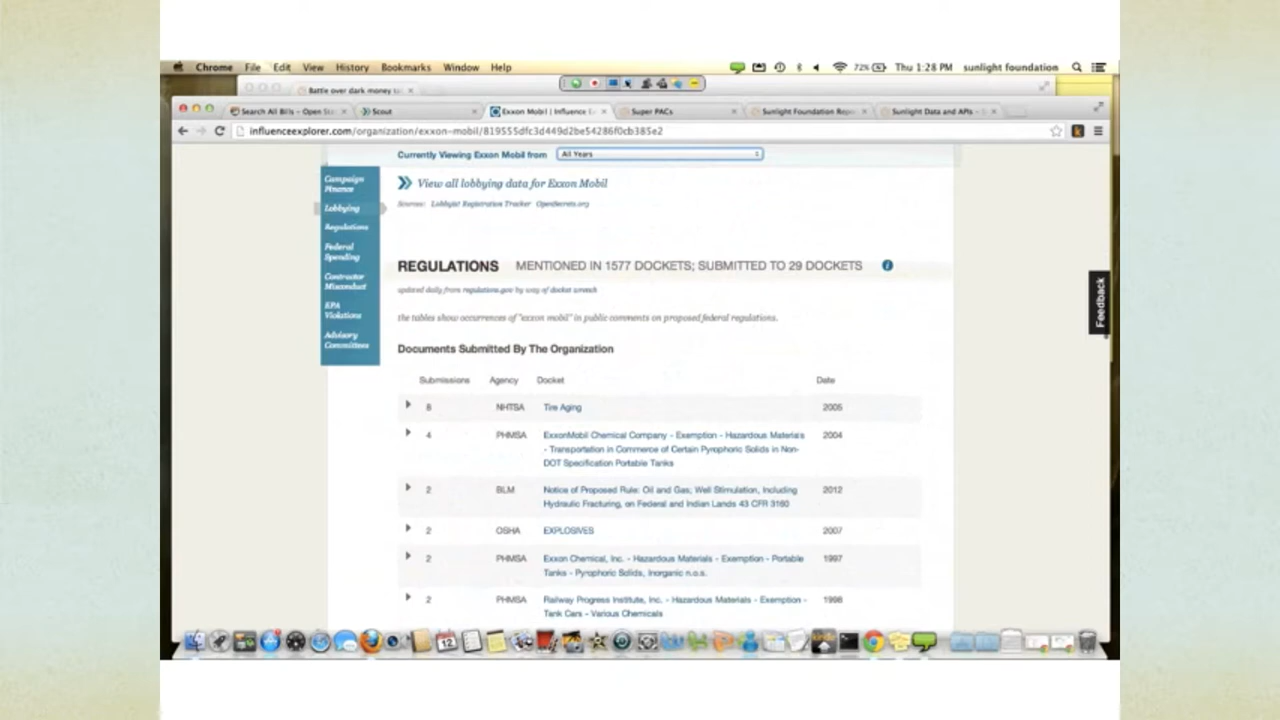 Chrome File Edit View History Bookmarks Window Help 72% Thu 1:28 PM sunlight foundation
Battle over dark money
Search All Bills - Open Sta Scout Exxon Mobil | Influence E Super PACs Sunlight Foundation Repo Sunlight Data and APIs - S
influenceexplorer.com/organization/exxon-mobil/819555dfc3d449d2be54286f0cb385e2
Currently Viewing Exxon Mobil from All Years
Campaign
Finance
Lobbying
Regulations
Federal
Spending
Contractor
Misconduct
EPA
Violations
Advisory
Committees
View all lobbying data for Exxon Mobil
Sources: Lobbyist Registration Tracker OpenSecrets.org
REGULATIONS MENTIONED IN 1577 DOCKETS; SUBMITTED TO 29 DOCKETS
updated daily from regulations.gov by way of docket wrench
the tables show occurrences of "exxon mobil" in public comments on proposed federal regulations.
Feedback
Documents Submitted By The Organization
Submissions Agency Docket Date
8 NHTSA Tire Aging 2005
4 PHMSA ExxonMobil Chemical Company - Exemption - Hazardous Materials 2004
- Transportation in Commerce of Certain Pyrophoric Solids in Non-
DOT Specification Portable Tanks
2 BLM Notice of Proposed Rule: Oil and Gas; Well Stimulation, Including 2012
Hydraulic Fracturing, on Federal and Indian Lands 43 CFR 3160
2 OSHA EXPLOSIVES 2007
2 PHMSA Exxon Chemical, Inc. - Hazardous Materials - Exemption - Portable 1997
Tanks - Pyrophoric Solids, Inorganic n.o.s.
2 PHMSA Railway Progress Institute, Inc. - Hazardous Materials - Exemption - 1998
Tank Cars - Various Chemicals
12
kindle